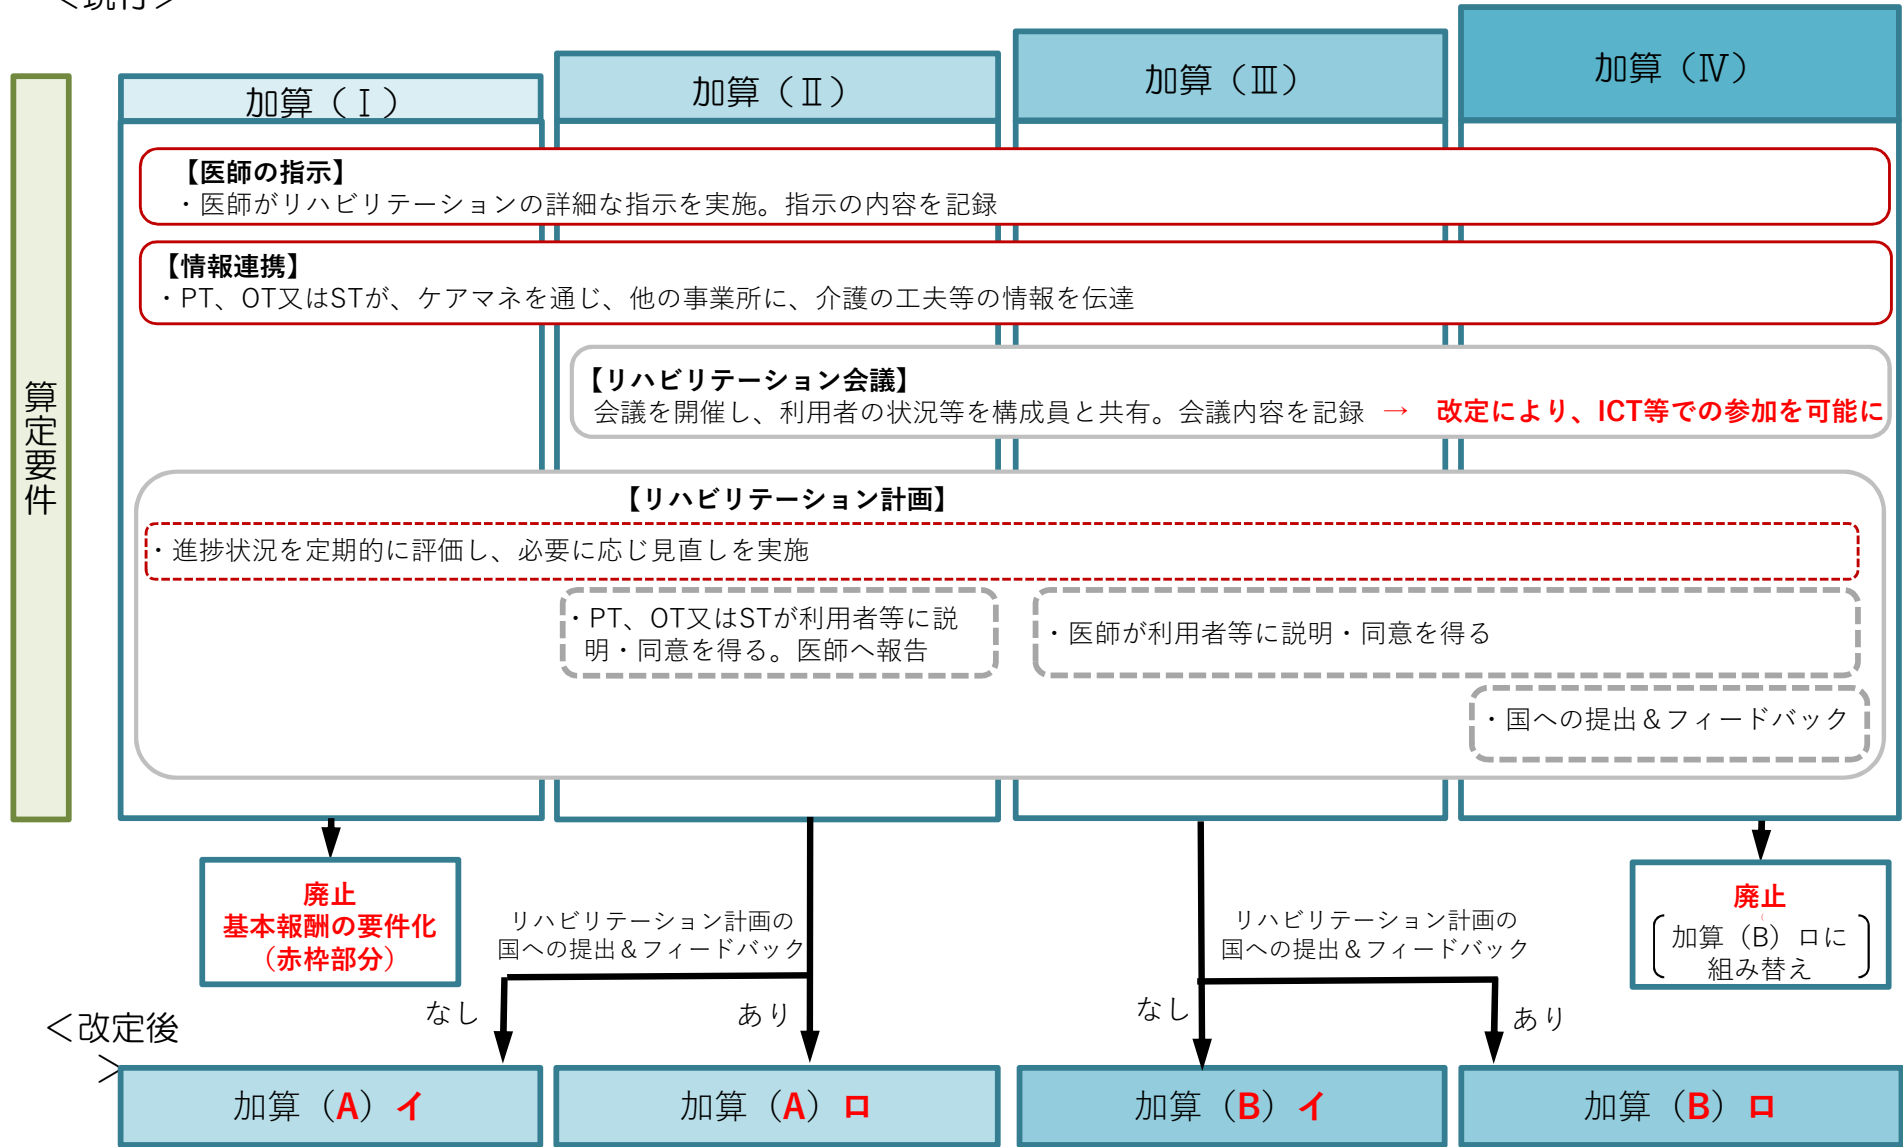 ＜現行＞
加算（Ⅰ）
加算（Ⅱ）
加算（Ⅲ）
加算（Ⅳ）
算定要件
【医師の指示】
・医師がリハビリテーションの詳細な指示を実施。指示の内容を記録
【情報連携】
・PT、OT又はSTが、ケアマネを通じ、他の事業所に、介護の工夫等の情報を伝達
【リハビリテーション会議】
会議を開催し、利用者の状況等を構成員と共有。会議内容を記録 → 改定により、ICT等での参加を可能に
【リハビリテーション計画】
・進捗状況を定期的に評価し、必要に応じ見直しを実施
・PT、OT又はSTが利用者等に説
明・同意を得る。医師へ報告
・医師が利用者等に説明・同意を得る
・国への提出＆フィードバック
廃止
基本報酬の要件化
（赤枠部分）
リハビリテーション計画の
国への提出＆フィードバック
なし
あり
リハビリテーション計画の
国への提出＆フィードバック
なし
あり
廃止
加算（B）ロに
組み替え
＜改定後
＞
加算（A）イ
加算（A）ロ
加算（B）イ
加算（B）ロ